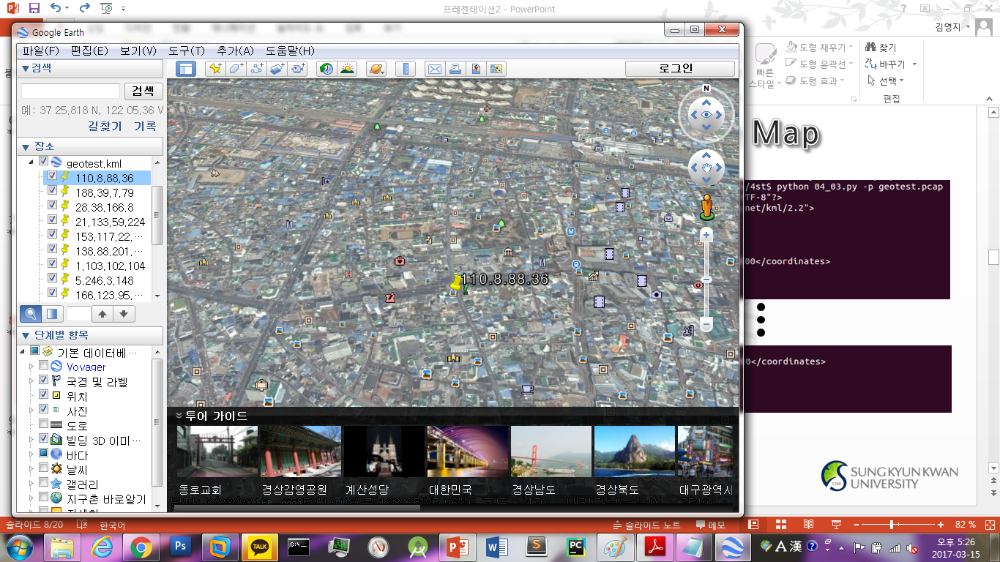 프레젠테이션2 - PowerPoint
김영지
Google Earth
파일(F) 편집(E) 보기(V) 도구(T) 추가(A) 도움말(H)
로그인
검색
검색
예: 37 25,818 N, 122 05,36 V
길찾기 기록
장소
geotest,kml
110,8,88,36
188,39,7,79
28,38,166,8
21,133,59,224
153,117,22,···
138,88,201,···
1,103,102,104
5,246,3,148
166,123,95,···
단계별 항목
기본 데이터베···
Voyager
국경 및 라벨
위치
사진
도로
빌딩 3D 이미···
바다
날씨
갤러리
지구촌 바로알기
N
110.8.88.36
투어 가이드
동로교회
경상감영공원
계산성당
대한민국
경상남도
경상북도
대구광역시
빠른
스타일
도형 채우기
도형 윤곽선
도형 효과
찾기
바꾸기
선택
편집
Map
/4st$ python 04_03.py -p geotest.pcap
TF-8"?>
net/kml/2.2">
00</coordinates>
0</coordinates>
SUNG KYUN KWAN
UNIVERSITY
슬라이드 8/20 한국어
슬라이드 노트 메모 82 %
Ps
TALK
PC
A 漢
오후 5:26
2017-03-15